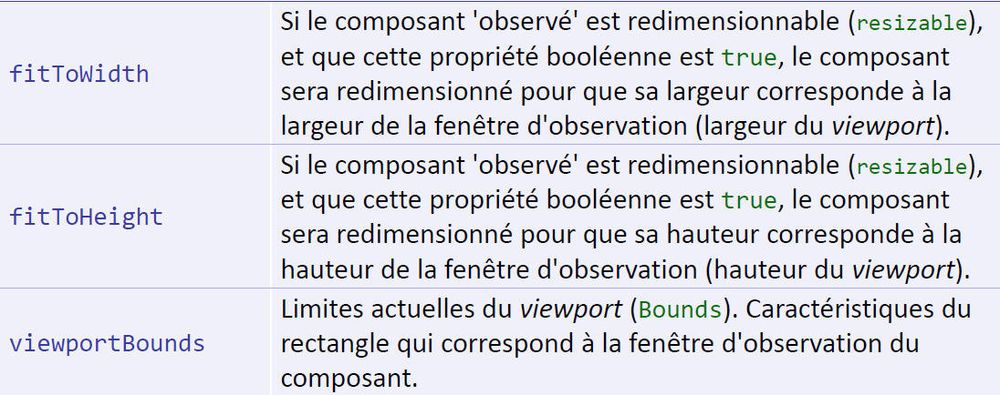 fitToWidth
Si le composant 'observé' est redimensionnable (resizable),
et que cette propriété booléenne est true, le composant
sera redimensionné pour que sa largeur corresponde à la
largeur de la fenêtre d'observation (largeur du viewport).
fitToHeight
Si le composant 'observé' est redimensionnable (resizable),
et que cette propriété booléenne est true, le composant
sera redimensionné pour que sa hauteur corresponde à la
hauteur de la fenêtre d'observation (hauteur du viewport).
viewportBounds
Limites actuelles du viewport (Bounds). Caractéristiques du
rectangle qui correspond à la fenêtre d'observation du
composant.